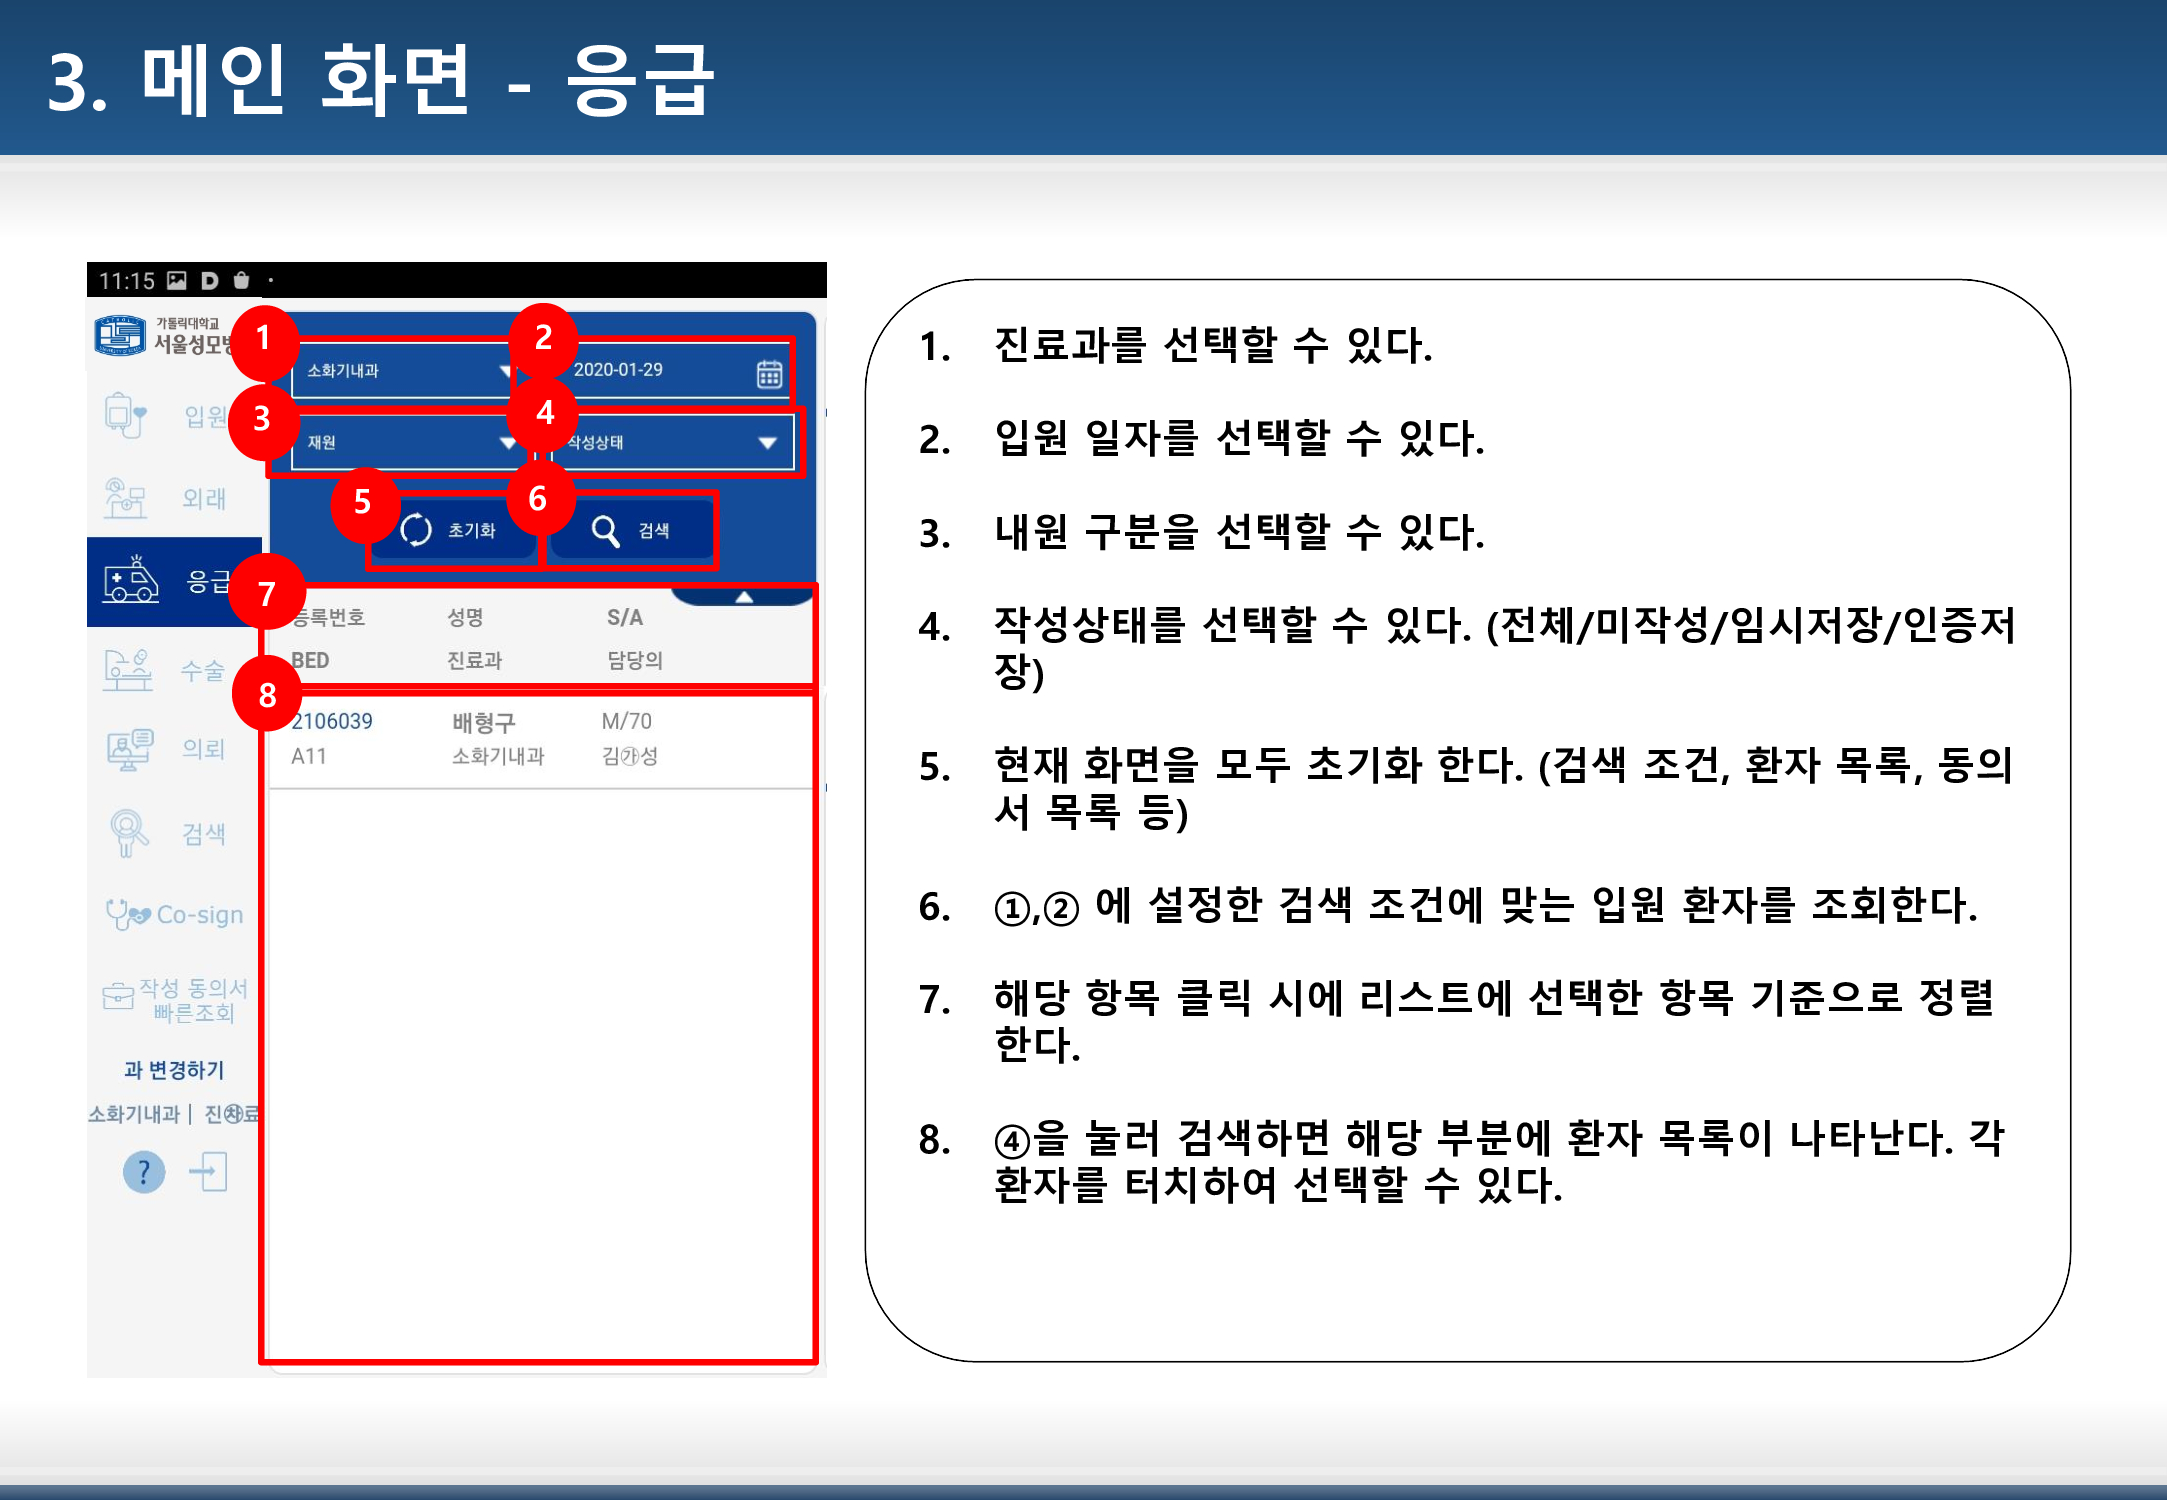 3. 메인 화면 - 응급
11:15
가톨릭대학교
서울성모병
입원
외래
응급
수술
의뢰
검색
Co-sign
작성 동의서
빠른조회
과 변경하기
소화기내과 | 진㉷료
?
1
소화기내과
2
2020-01-29
3
재원
4
작성상태
5
초기화
6
검색
7
등록번호 성명 S/A
BED 진료과 담당의
8
2106039 배형구 M/70
A11 소화기내과 김㉮성
1. 진료과를 선택할 수 있다.
2. 입원 일자를 선택할 수 있다.
3. 내원 구분을 선택할 수 있다.
4. 작성상태를 선택할 수 있다. (전체/미작성/임시저장/인증저
장)
5. 현재 화면을 모두 초기화 한다. (검색 조건, 환자 목록, 동의
서 목록 등)
6. ①,② 에 설정한 검색 조건에 맞는 입원 환자를 조회한다.
7. 해당 항목 클릭 시에 리스트에 선택한 항목 기준으로 정렬
한다.
8. ④을 눌러 검색하면 해당 부분에 환자 목록이 나타난다. 각
환자를 터치하여 선택할 수 있다.